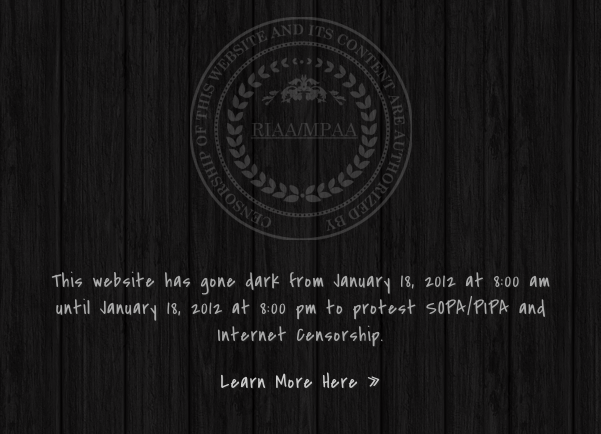 CENSORSHIP OF THIS WEBSITE AND ITS CONTENT ARE AUTHORIZED BY
RIAA/MPAA
This website has gone dark from January 18, 2012 at 8:00 am
until January 18, 2012 at 8:00 pm to protest SOPA/PIPA and
Internet Censorship.
Learn More Here »